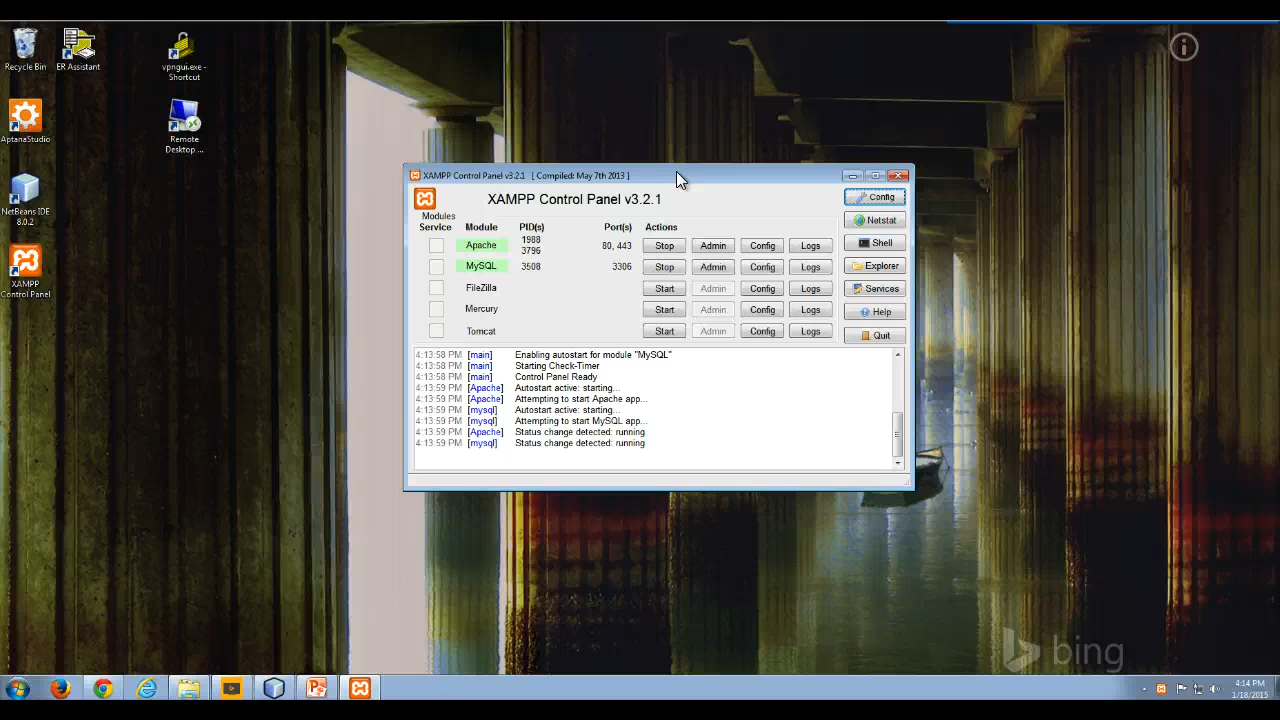 Recycle Bin
ER Assistant
vpngui.exe -
Shortcut
AptanaStudio
Remote
Desktop ...
NetBeans IDE
8.0.2
XAMPP
Control Panel
XAMPP Control Panel v3.2.1 [ Compiled: May 7th 2013 ]
XAMPP Control Panel v3.2.1
Config
Modules
Service Module PID(s) Port(s) Actions
Netstat
Apache 1988 3796 80, 443 Stop Admin Config Logs
Shell
MySQL 3508 3306 Stop Admin Config Logs
Explorer
FileZilla Start Admin Config Logs
Services
Mercury Start Admin Config Logs
Help
Tomcat Start Admin Config Logs
Quit
4:13:58 PM [main] Enabling autostart for module "MySQL"
4:13:58 PM [main] Starting Check-Timer
4:13:58 PM [main] Control Panel Ready
4:13:59 PM [Apache] Autostart active: starting...
4:13:59 PM [Apache] Attempting to start Apache app...
4:13:59 PM [mysql] Autostart active: starting...
4:13:59 PM [mysql] Attempting to start MySQL app...
4:13:59 PM [Apache] Status change detected: running
4:13:59 PM [mysql] Status change detected: running
bing
4:14 PM
1/18/2015